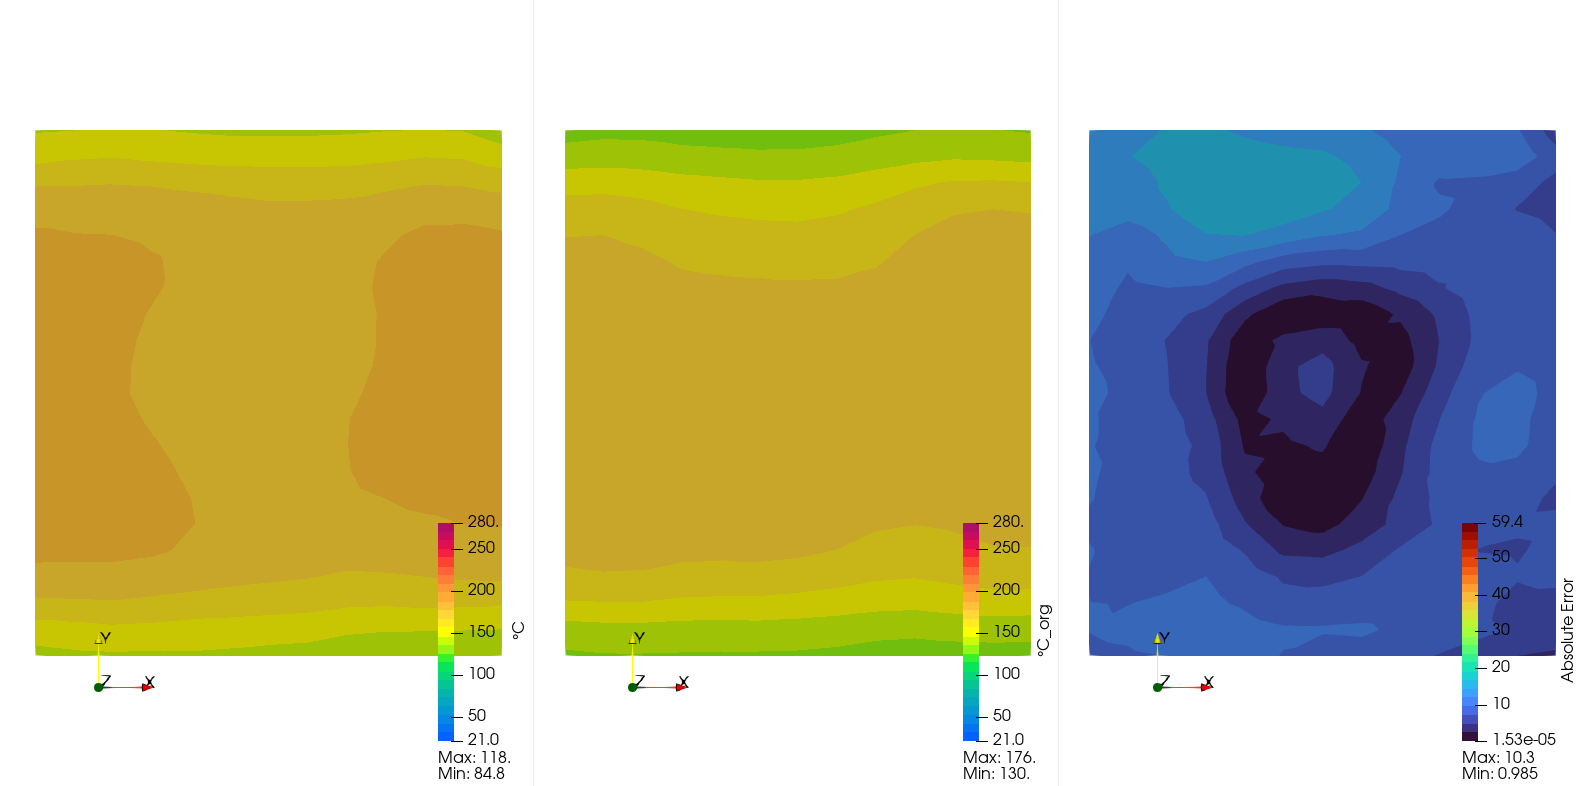 280.
250
200
150
100
50
21.0
°C
Max: 118.
Min: 84.8
Y
Z
X
280.
250
200
150
100
50
21.0
°C_org
Max: 176.
Min: 130.
Y
Z
X
59.4
50
40
30
20
10
1.53e-05
Absolute Error
Max: 10.3
Min: 0.985
Y
Z
X